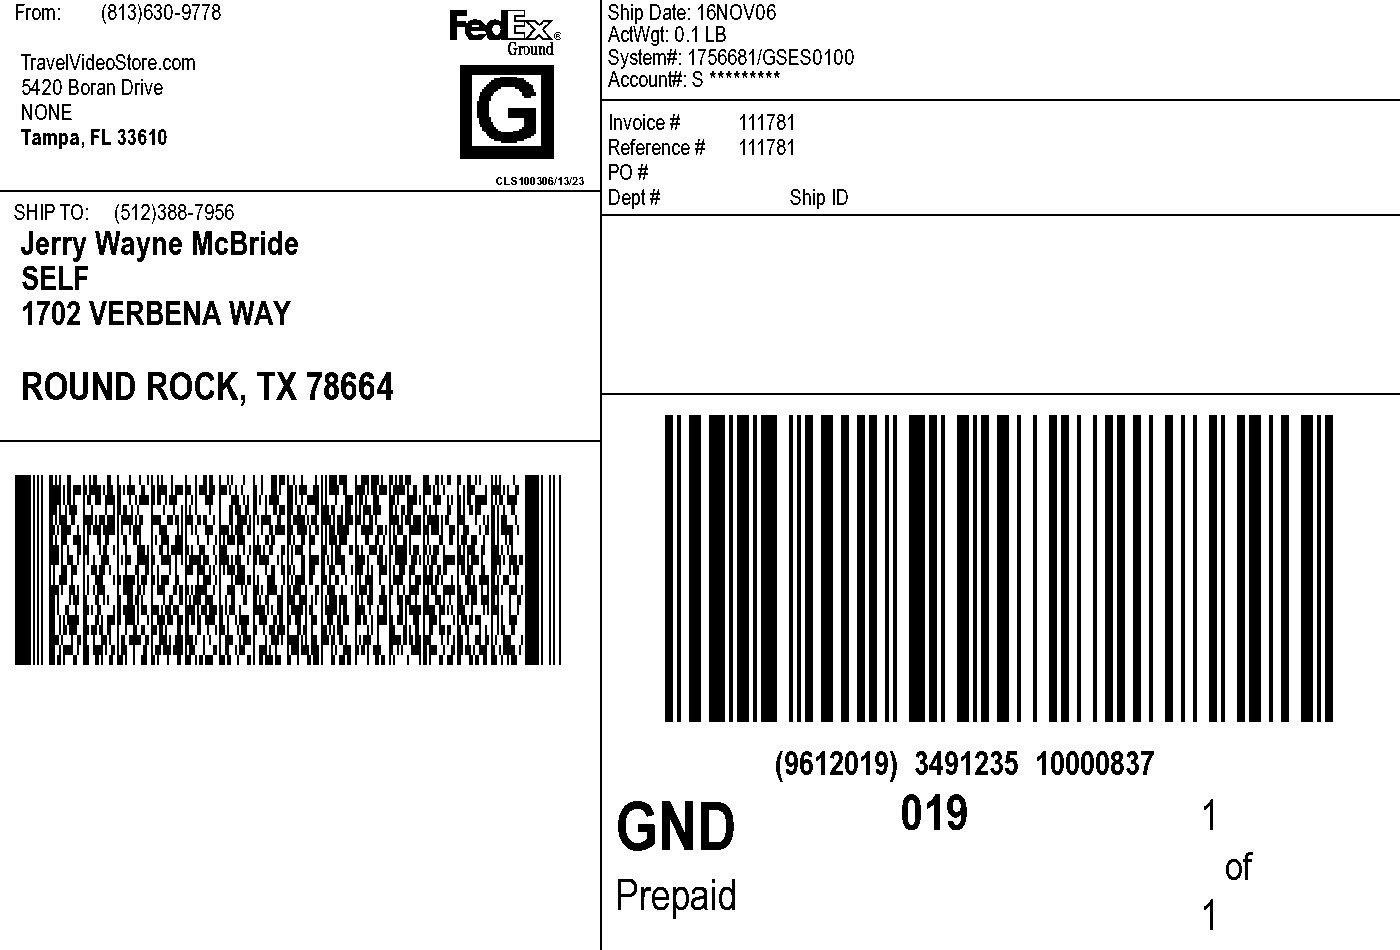 From: (813)630-9778
TravelVideoStore.com
5420 Boran Drive
NONE
Tampa, FL 33610
FedEx®
Ground
G
CLS100306/13/23
Ship Date: 16NOV06
ActWgt: 0.1 LB
System#: 1756681/GSES0100
Account#: S *********
Invoice # 111781
Reference # 111781
PO #
Dept # Ship ID
SHIP TO: (512)388-7956
Jerry Wayne McBride
SELF
1702 VERBENA WAY
ROUND ROCK, TX 78664
(9612019) 3491235 10000837
GND 019 1
of
Prepaid 1